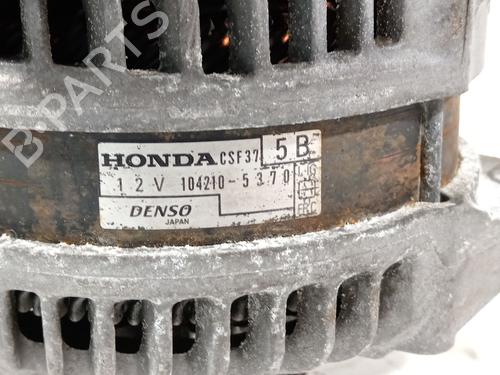 B PARTS
HONDA CSF37 5B
12V 104210-5370
DENSO
JAPAN